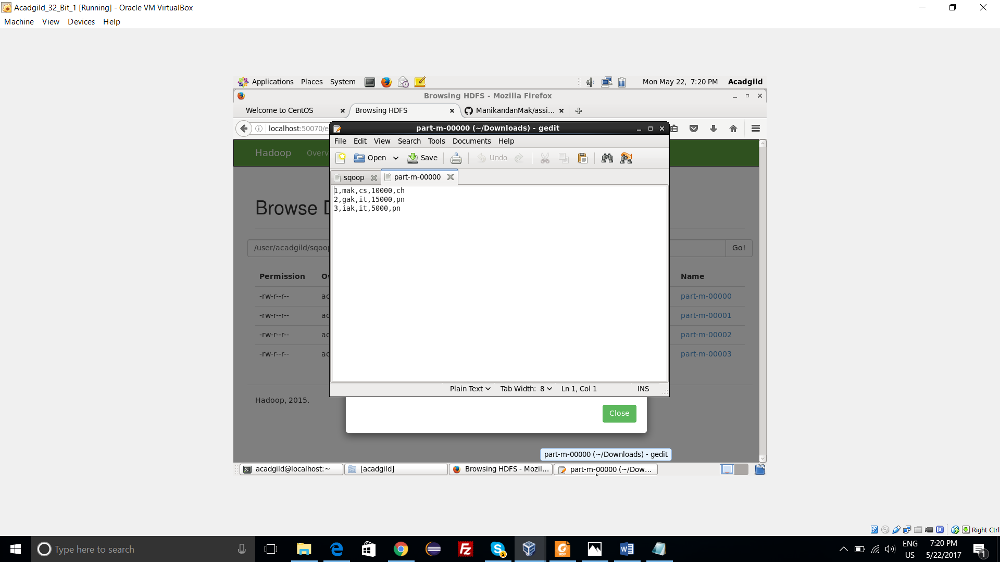 Acadgild_32_Bit_1 [Running] - Oracle VM VirtualBox
Machine View Devices Help
Applications Places System Mon May 22, 7:20 PM Acadgild
Browsing HDFS - Mozilla Firefox
Welcome to CentOS Browsing HDFS ManikandanMak/assi...
localhost:50070/e
part-m-00000 (~/Downloads) - gedit
File Edit View Search Tools Documents Help
Hadoop Overv
Open Save Undo
sqoop part-m-00000
1,mak,cs,10000,ch
2,gak,it,15000,pn
3,iak,it,5000,pn
Browse
/user/acadgild/sqoop Go!
Permission Name
-rw-r--r-- ac part-m-00000
-rw-r--r-- ac part-m-00001
-rw-r--r-- ac part-m-00002
-rw-r--r-- ac part-m-00003
Plain Text Tab Width: 8 Ln 1, Col 1 INS
Hadoop, 2015.
Close
part-m-00000 (~/Downloads) - gedit
acadgild@localhost:~ [acadgild] Browsing HDFS - Mozil... part-m-00000 (~/Dow...
Right Ctrl
Type here to search
ENG
US
7:20 PM
5/22/2017
2
1